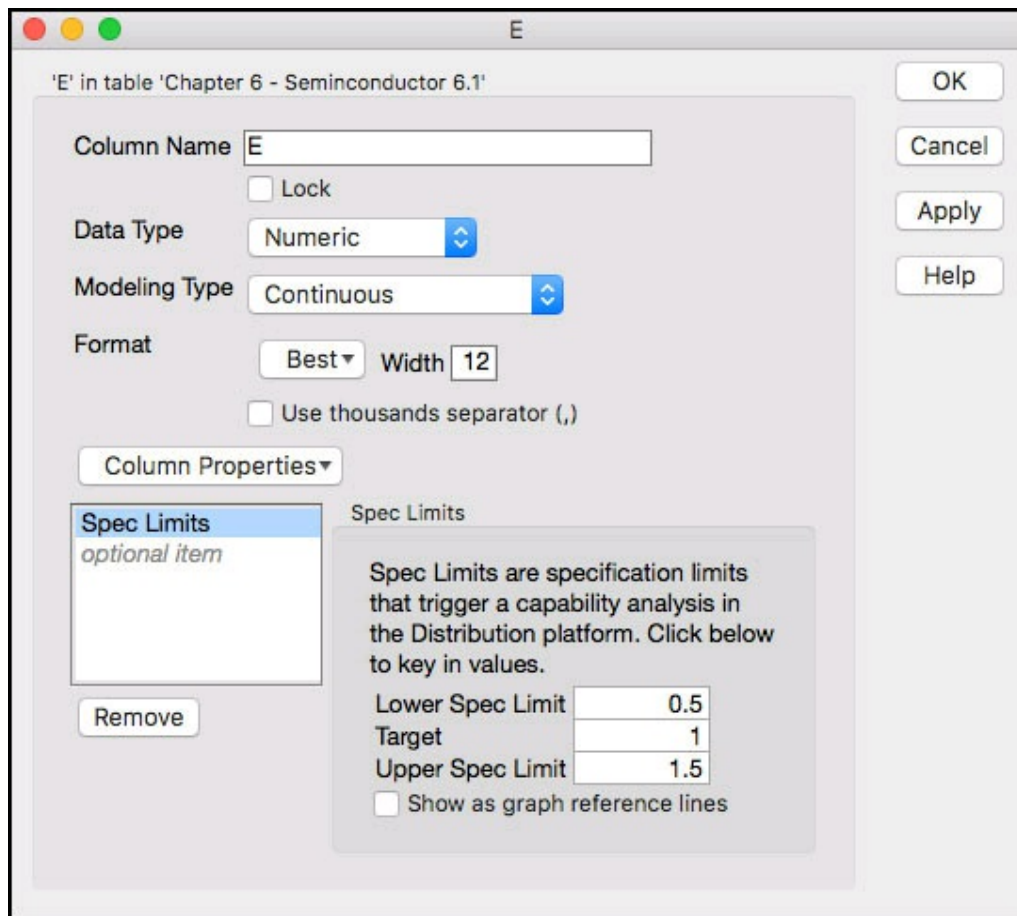 E
'E' in table 'Chapter 6 - Seminconductor 6.1'
OK
Cancel
Apply
Help
Column Name E
Lock
Data Type Numeric
Modeling Type Continuous
Format Best Width 12
Use thousands separator (,)
Column Properties
Spec Limits
optional item
Remove
Spec Limits
Spec Limits are specification limits
that trigger a capability analysis in
the Distribution platform. Click below
to key in values.
Lower Spec Limit 0.5
Target 1
Upper Spec Limit 1.5
Show as graph reference lines